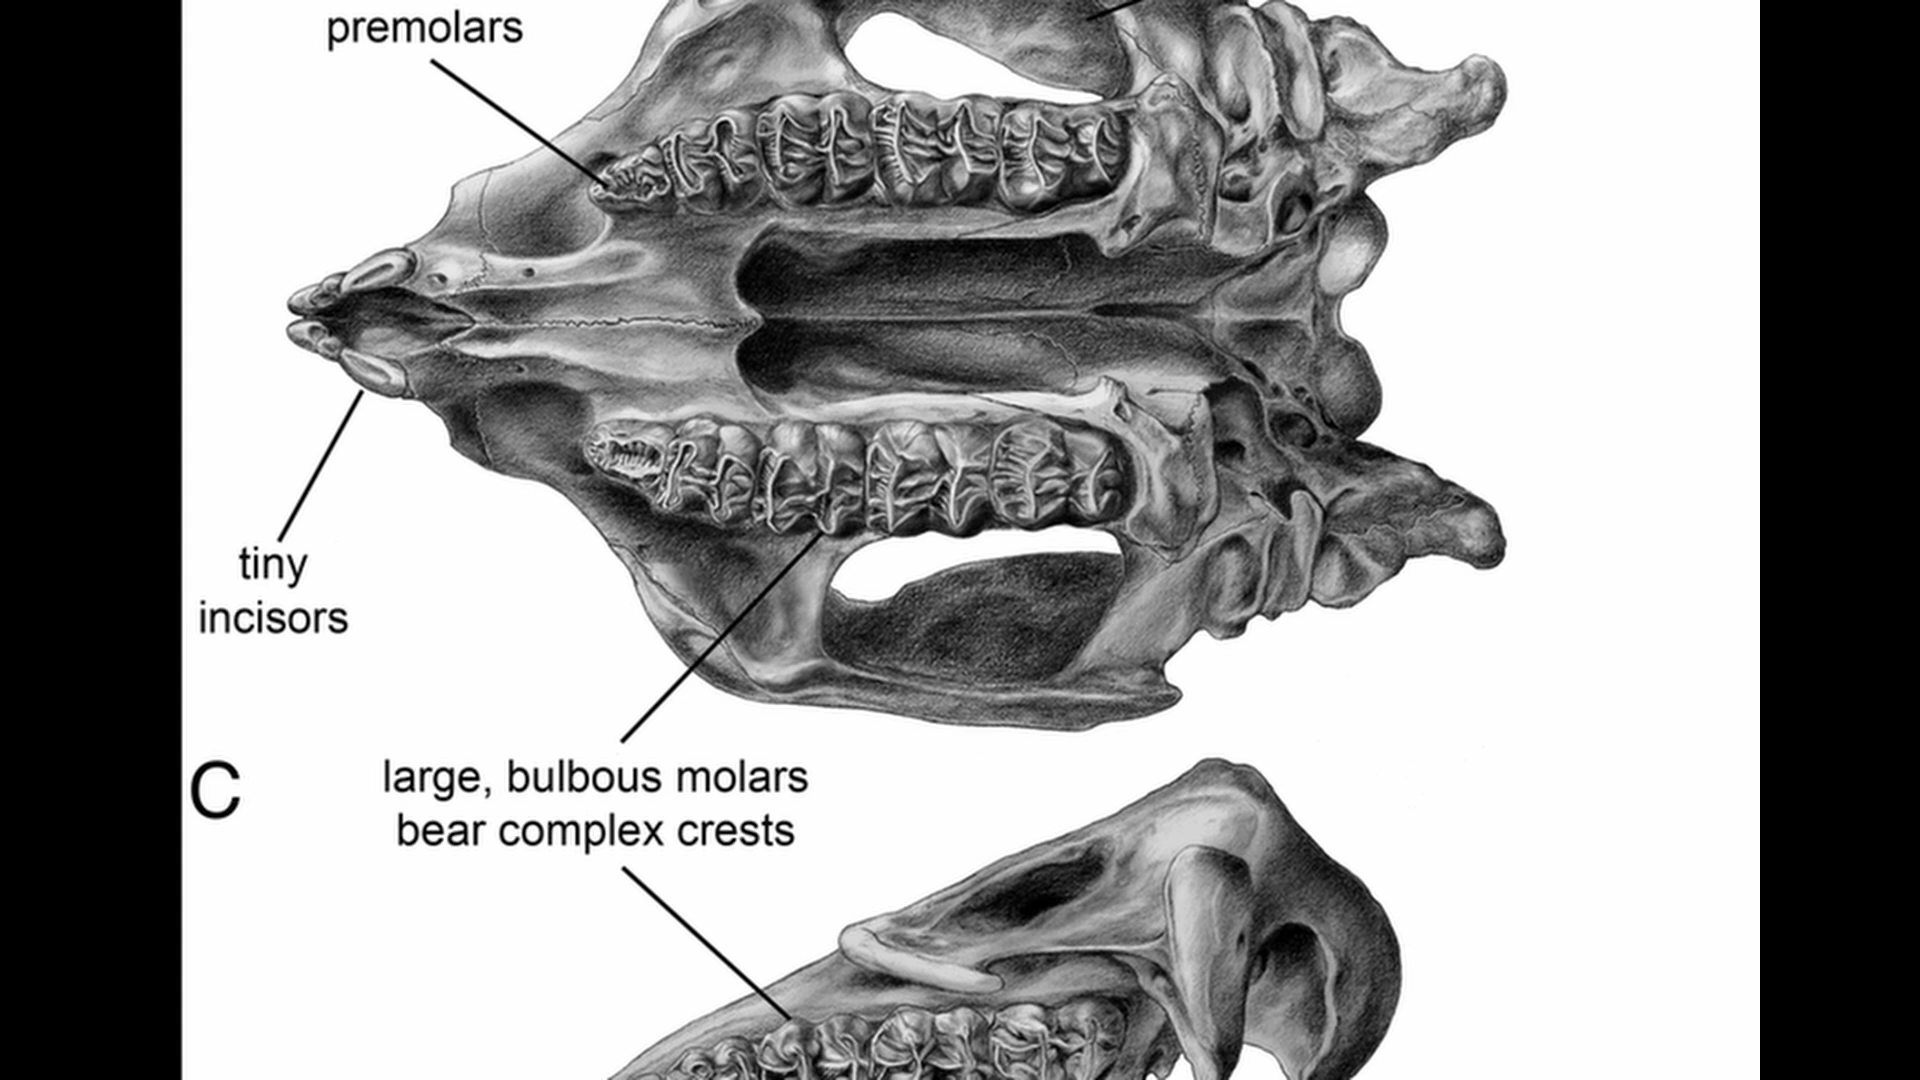 premolars
tiny
incisors
C
large, bulbous molars
bear complex crests